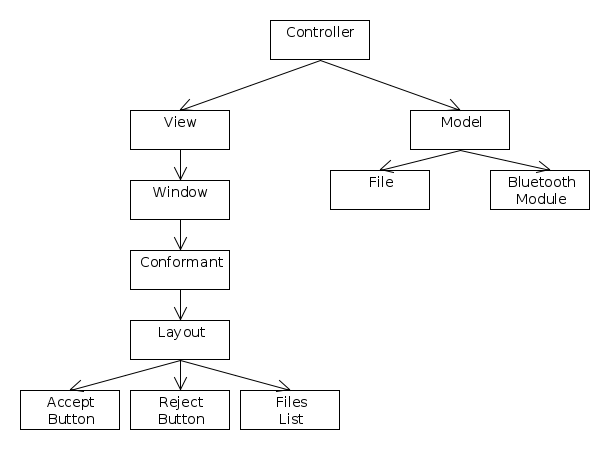 Controller
View
Model
Window
File
Bluetooth
Module
Conformant
Layout
Accept
Button
Reject
Button
Files
List